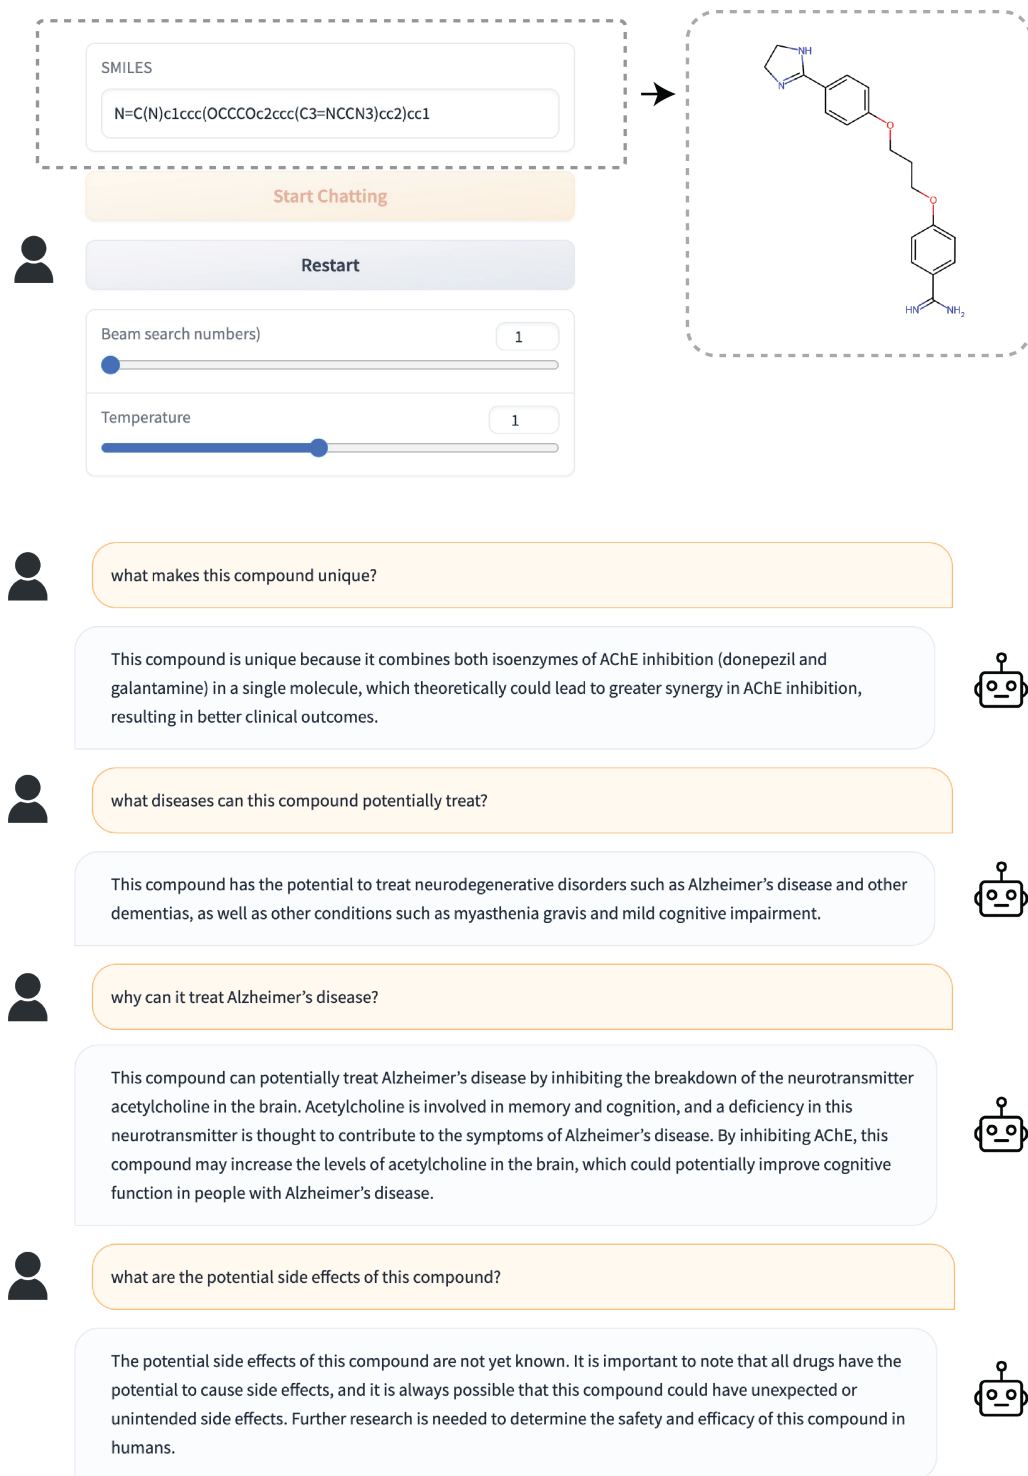 SMILES
N=C(N)c1ccc(OCCCOc2ccc(C3=NCCN3)cc2)cc1
Start Chatting
Restart
Beam search numbers)
1
Temperature
1
NH
N
O
O
HN
NH2
what makes this compound unique?
This compound is unique because it combines both isoenzymes of AChE inhibition (donepezil and
galantamine) in a single molecule, which theoretically could lead to greater synergy in AChE inhibition,
resulting in better clinical outcomes.
what diseases can this compound potentially treat?
This compound has the potential to treat neurodegenerative disorders such as Alzheimer's disease and other
dementias, as well as other conditions such as myasthenia gravis and mild cognitive impairment.
why can it treat Alzheimer's disease?
This compound can potentially treat Alzheimer's disease by inhibiting the breakdown of the neurotransmitter
acetylcholine in the brain. Acetylcholine is involved in memory and cognition, and a deficiency in this
neurotransmitter is thought to contribute to the symptoms of Alzheimer's disease. By inhibiting AChE, this
compound may increase the levels of acetylcholine in the brain, which could potentially improve cognitive
function in people with Alzheimer's disease.
what are the potential side effects of this compound?
The potential side effects of this compound are not yet known. It is important to note that all drugs have the
potential to cause side effects, and it is always possible that this compound could have unexpected or
unintended side effects. Further research is needed to determine the safety and efficacy of this compound in
humans.